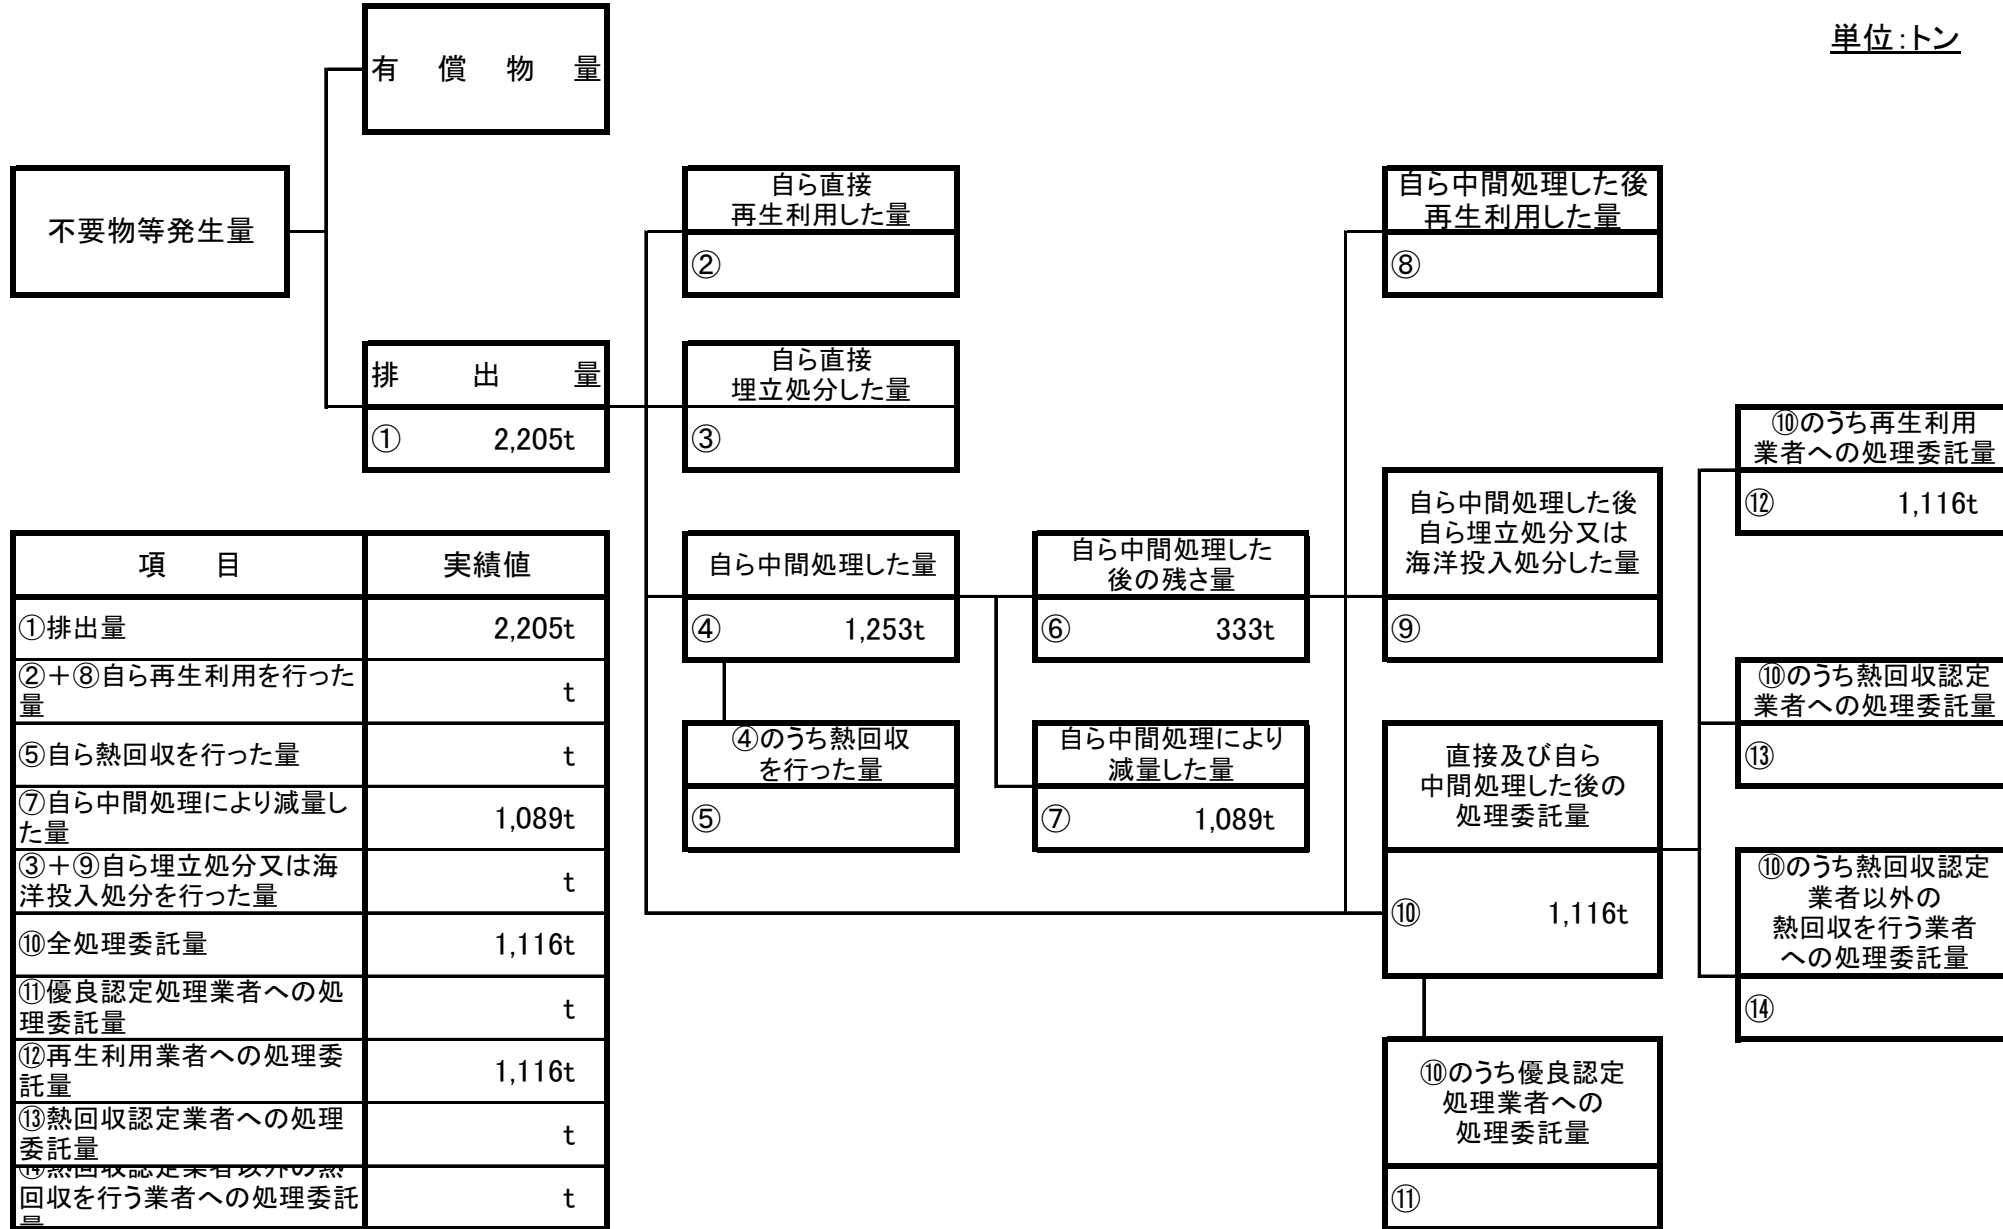 単位:トン
有償物量
不要物等発生量
排出量
① 2,205t
自ら直接
再生利用した量
②
自ら直接
埋立処分した量
③
自ら中間処理した量
④ 1,253t
④のうち熱回収
を行った量
⑤
自ら中間処理した
後の残さ量
⑥ 333t
自ら中間処理により
減量した量
⑦ 1,089t
自ら中間処理した後
再生利用した量
⑧
自ら中間処理した後
自ら埋立処分又は
海洋投入処分した量
⑨
直接及び自ら
中間処理した後の
処理委託量
⑩ 1,116t
⑩のうち優良認定
処理業者への
処理委託量
⑪
⑩のうち再生利用
業者への処理委託量
⑫ 1,116t
⑩のうち熱回収認定
業者への処理委託量
⑬
⑩のうち熱回収認定
業者以外の
熱回収を行う業者
への処理委託量
⑭
項目 実績値
①排出量 2,205t
②+⑧自ら再生利用を行った
量 t
⑤自ら熱回収を行った量 t
⑦自ら中間処理により減量し
た量 1,089t
③+⑨自ら埋立処分又は海
洋投入処分を行った量 t
⑩全処理委託量 1,116t
⑪優良認定処理業者への処
理委託量 t
⑫再生利用業者への処理委
託量 1,116t
⑬熱回収認定業者への処理
委託量 t
⑭熱回収認定業者以外の熱
回収を行う業者への処理委託
量 t